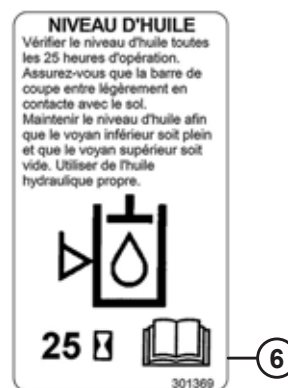 NIVEAU D'HUILE
Vérifier le niveau d'huile toutes
les 25 heures d'opération.
Assurez-vous que la barre de
coupe entre légèrement en
contacte avec le sol.
Maintenir le niveau d'huile afin
que le voyan inférieur soit plein
et que le voyan supérieur soit
vide. Utiliser de l'huile
hydraulique propre.
25
6
301369